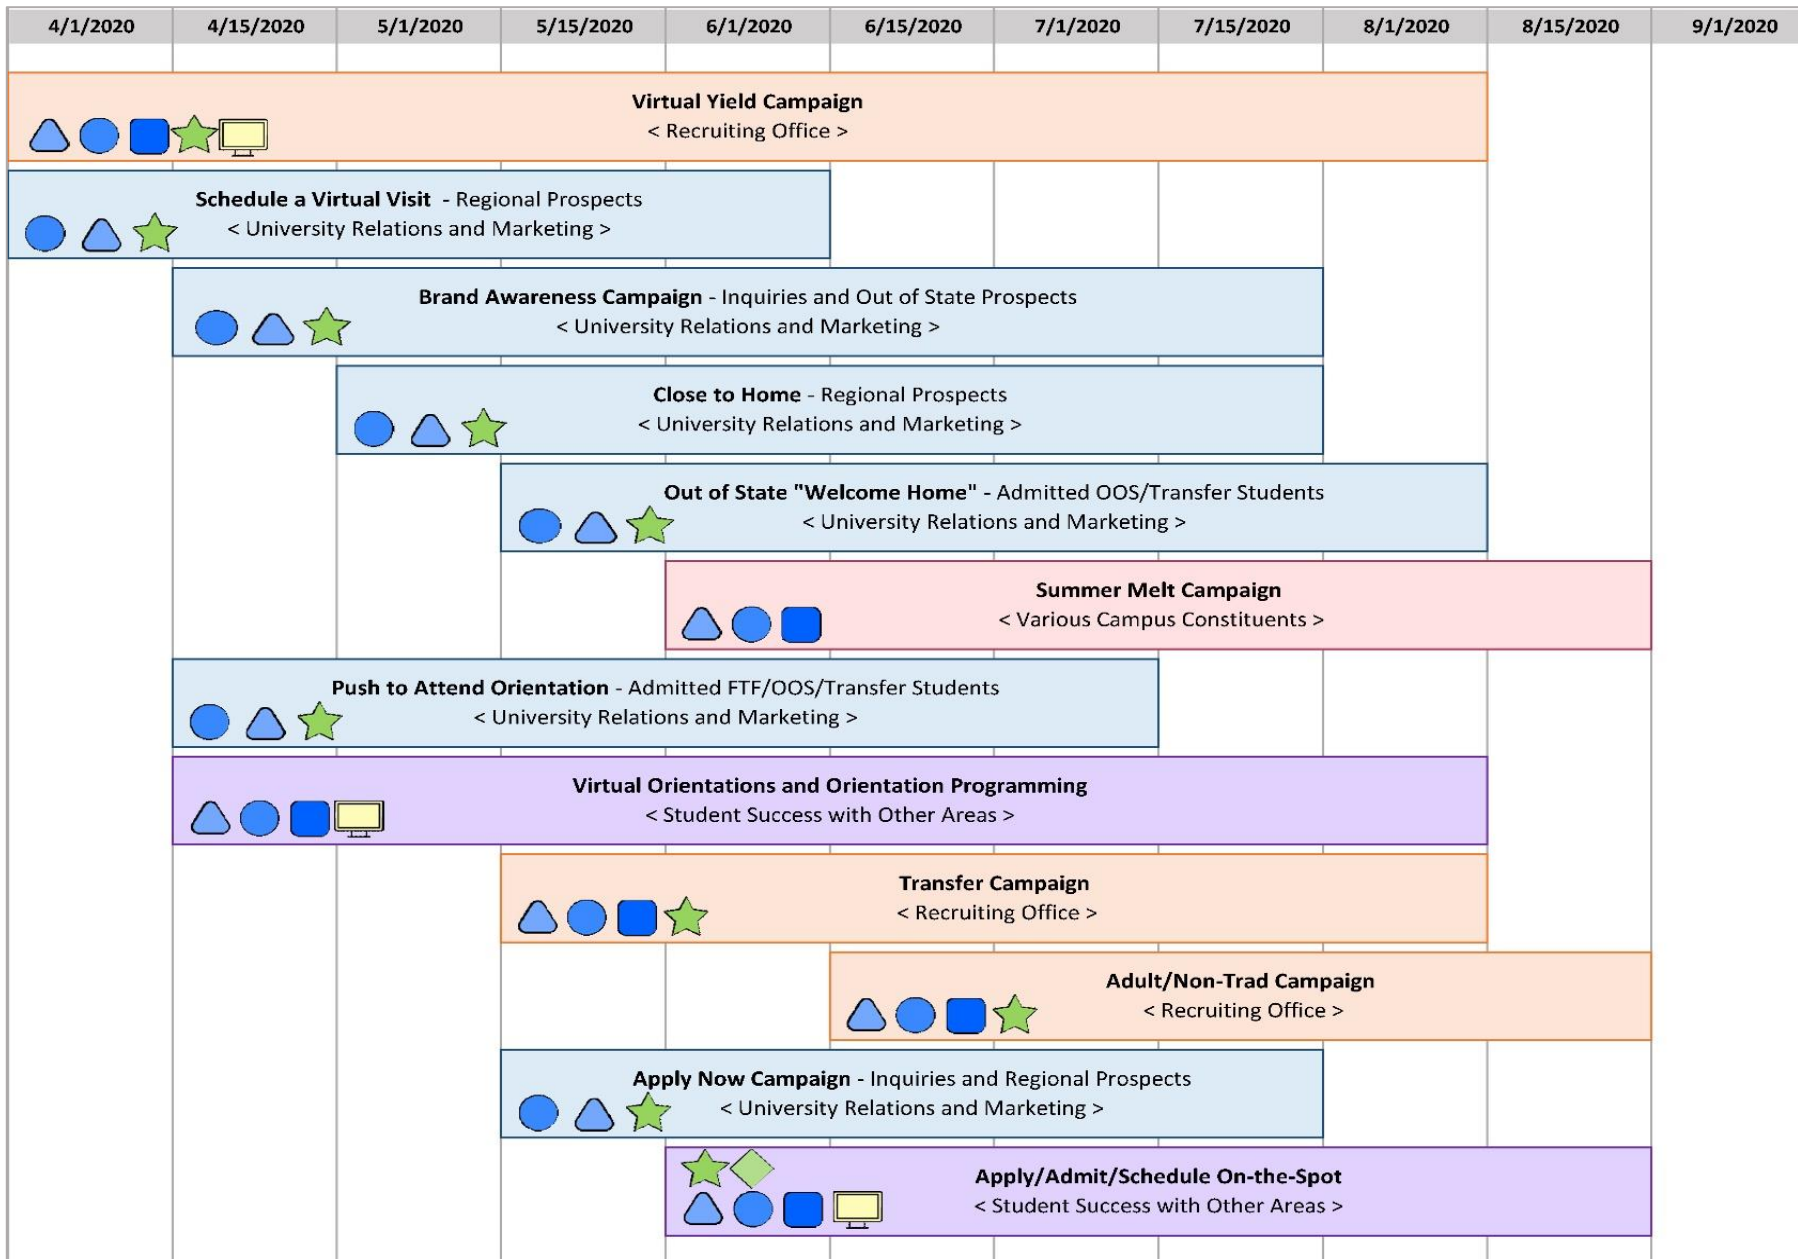 4/1/2020 4/15/2020 5/1/2020 5/15/2020 6/1/2020 6/15/2020 7/1/2020 7/15/2020 8/1/2020 8/15/2020 9/1/2020
Virtual Yield Campaign
< Recruiting Office >
Schedule a Virtual Visit - Regional Prospects
< University Relations and Marketing >
Brand Awareness Campaign - Inquiries and Out of State Prospects
< University Relations and Marketing >
Close to Home - Regional Prospects
< University Relations and Marketing >
Out of State "Welcome Home" - Admitted OOS/Transfer Students
< University Relations and Marketing >
Summer Melt Campaign
< Various Campus Constituents >
Push to Attend Orientation - Admitted FTF/OOS/Transfer Students
< University Relations and Marketing >
Virtual Orientations and Orientation Programming
< Student Success with Other Areas >
Transfer Campaign
< Recruiting Office >
Adult/Non-Trad Campaign
< Recruiting Office >
Apply Now Campaign - Inquiries and Regional Prospects
< University Relations and Marketing >
Apply/Admit/Schedule On-the-Spot
< Student Success with Other Areas >